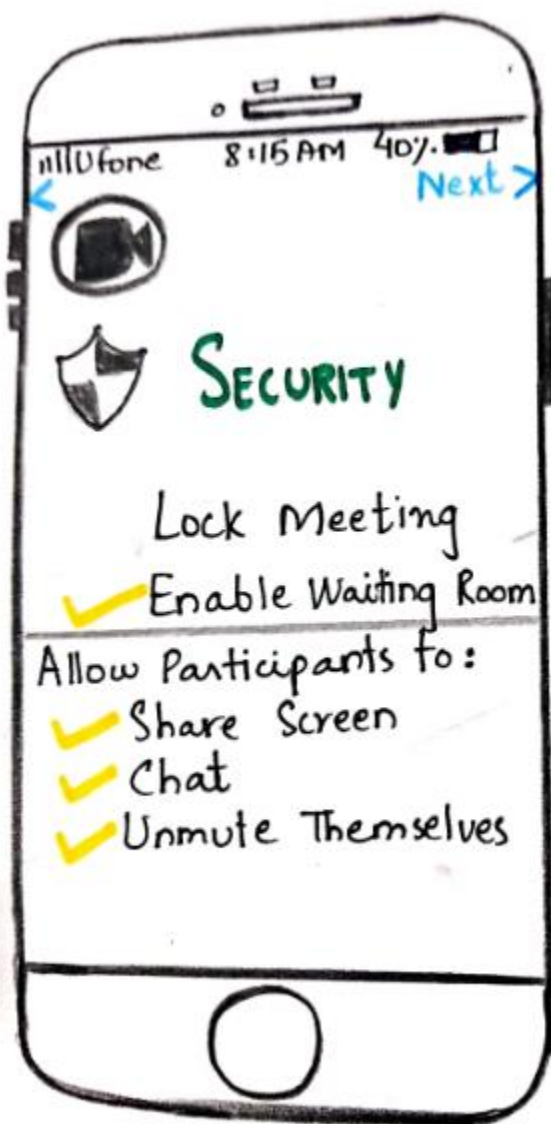 Ufone 8:15 AM 40%
Next >
SECURITY
Lock Meeting
Enable Waiting Room
Allow Participants to:
Share Screen
Chat
Unmute Themselves